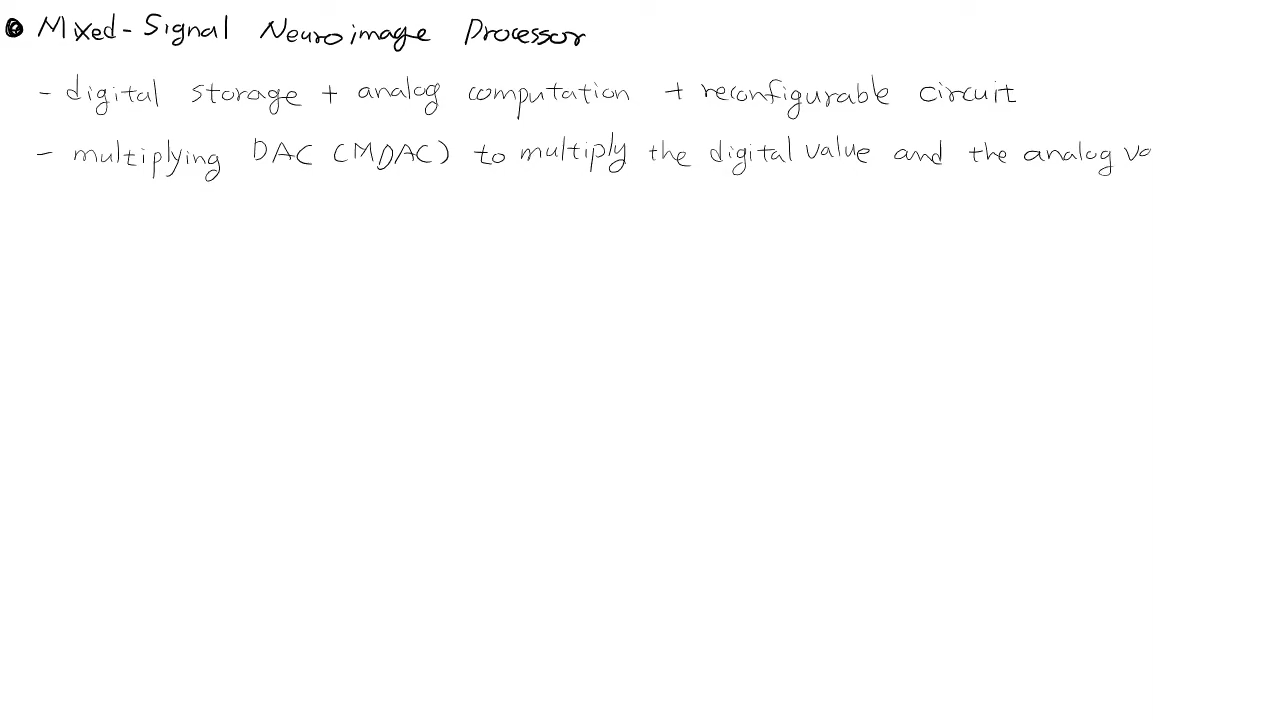 Mixed-Signal Neuroimage Processor
- digital storage + analog computation + reconfigurable circuit
- multiplying DAC (MDAC) to multiply the digital value and the analog va